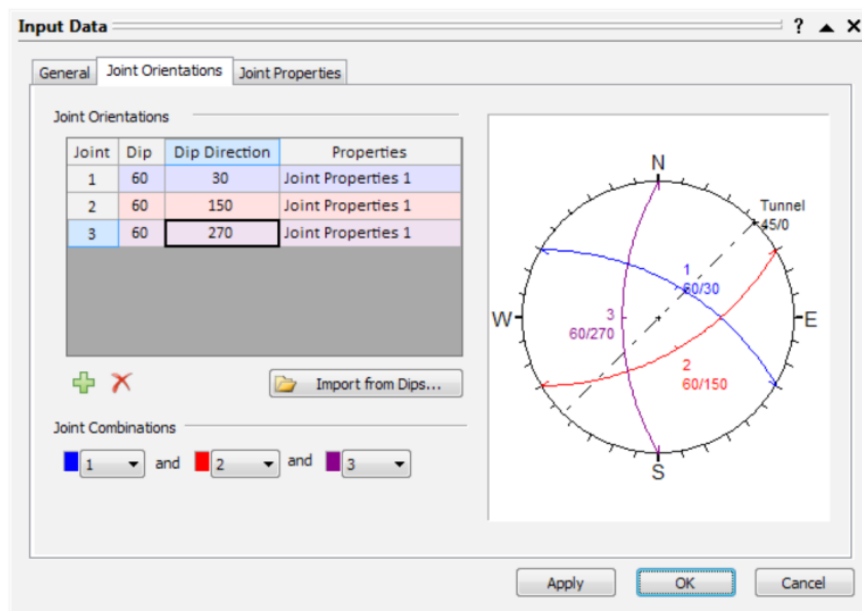 Input Data ? ▲ X
General Joint Orientations Joint Properties
Joint Orientations
Joint Dip Dip Direction Properties
1 60 30 Joint Properties 1
2 60 150 Joint Properties 1
3 60 270 Joint Properties 1
Import from Dips...
Joint Combinations
1 and 2 and 3
N
Tunnel
45/0
1
60/30
W E
3
60/270
2
60/150
S
Apply OK Cancel